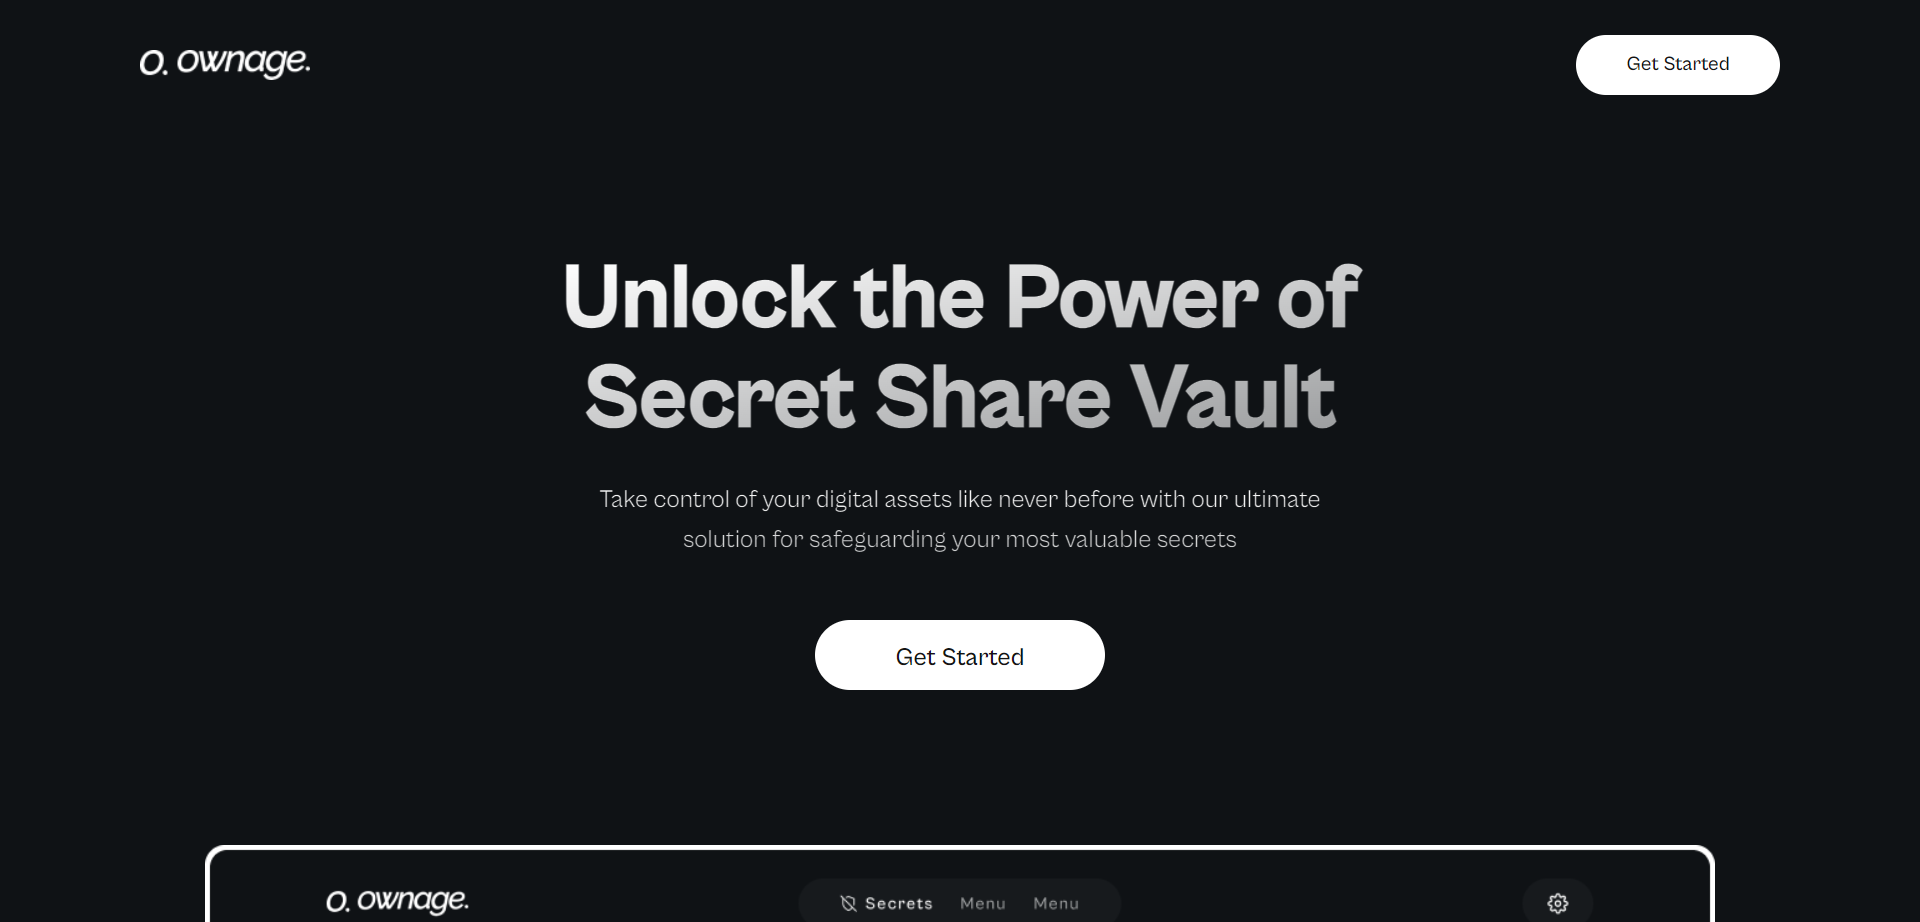 O. ownage.
Get Started
Unlock the Power of
Secret Share Vault
Take control of your digital assets like never before with our ultimate
solution for safeguarding your most valuable secrets
Get Started
O. ownage.
Secrets Menu Menu